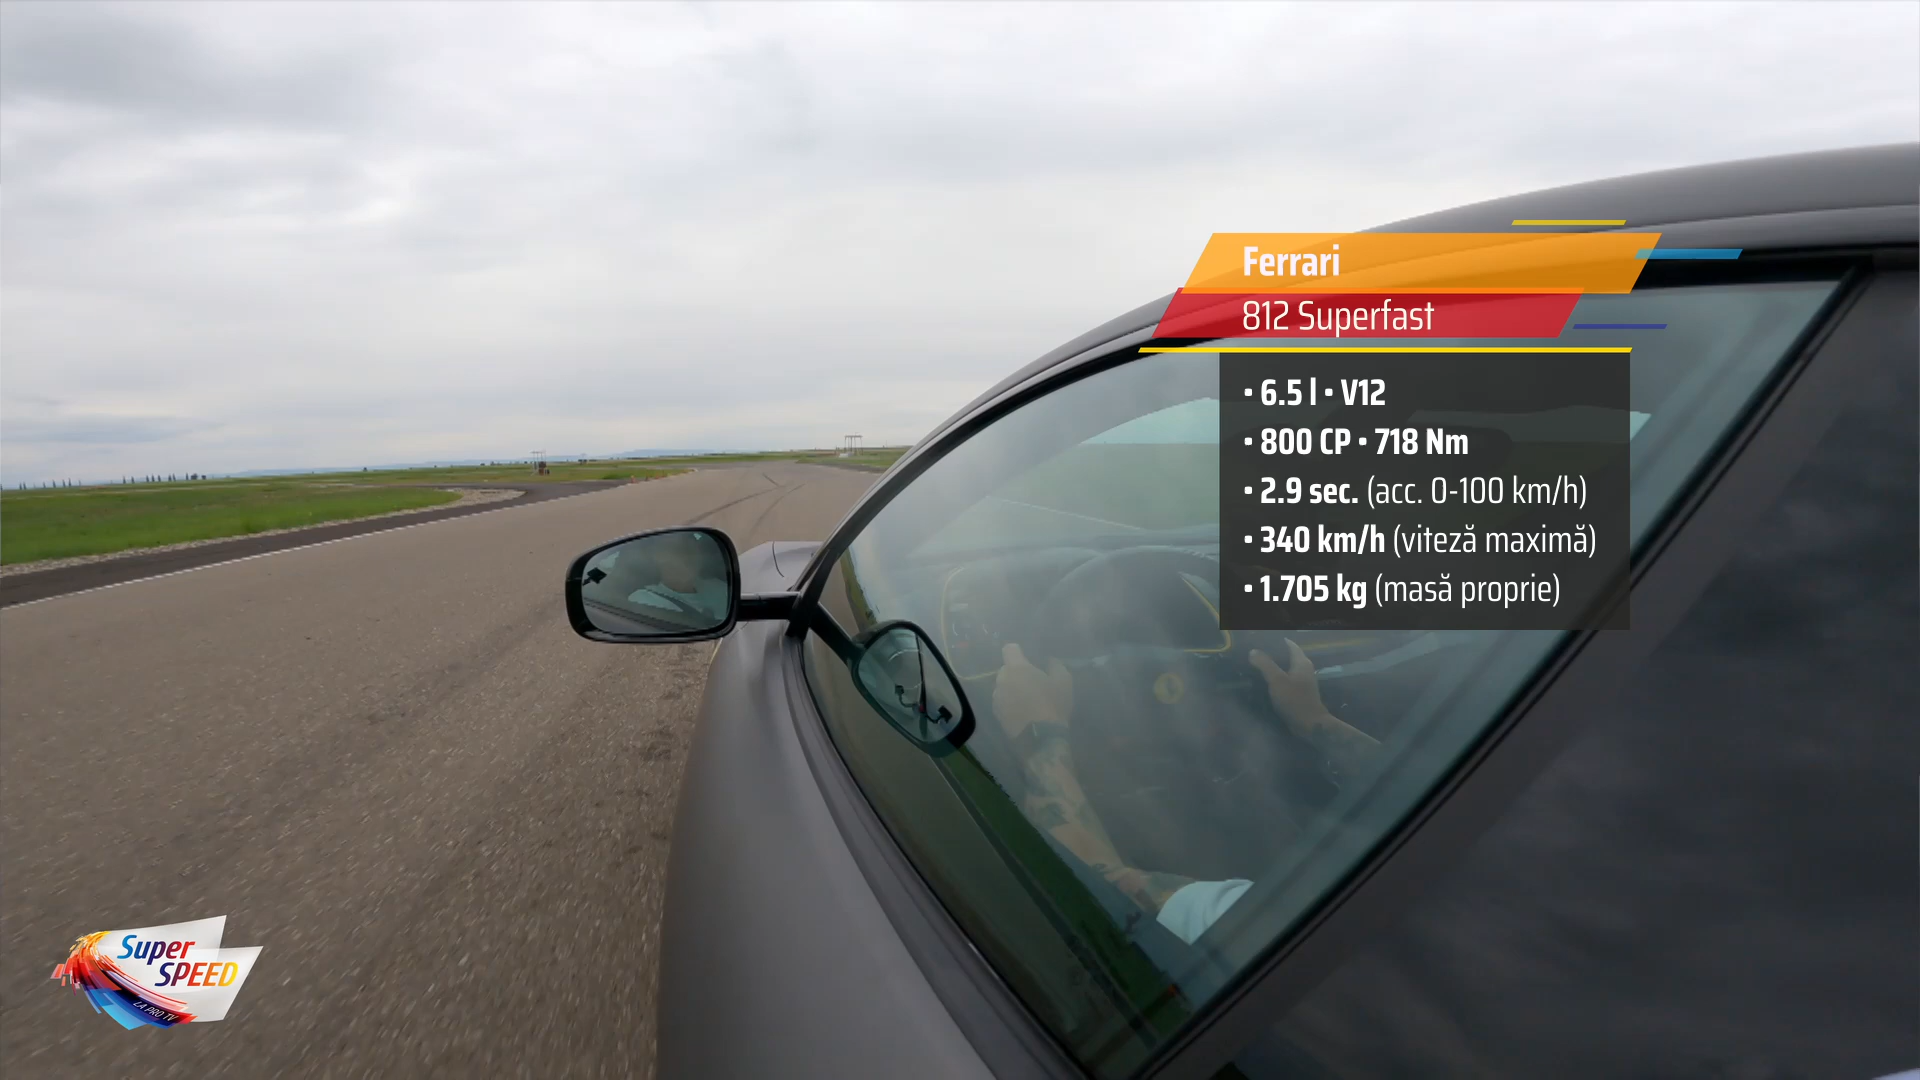 Ferrari
812 Superfast
• 6.5 l • V12
• 800 CP • 718 Nm
• 2.9 sec. (acc. 0-100 km/h)
• 340 km/h (viteză maximă)
• 1.705 kg (masă proprie)
Super
SPEED
LA PRO TV